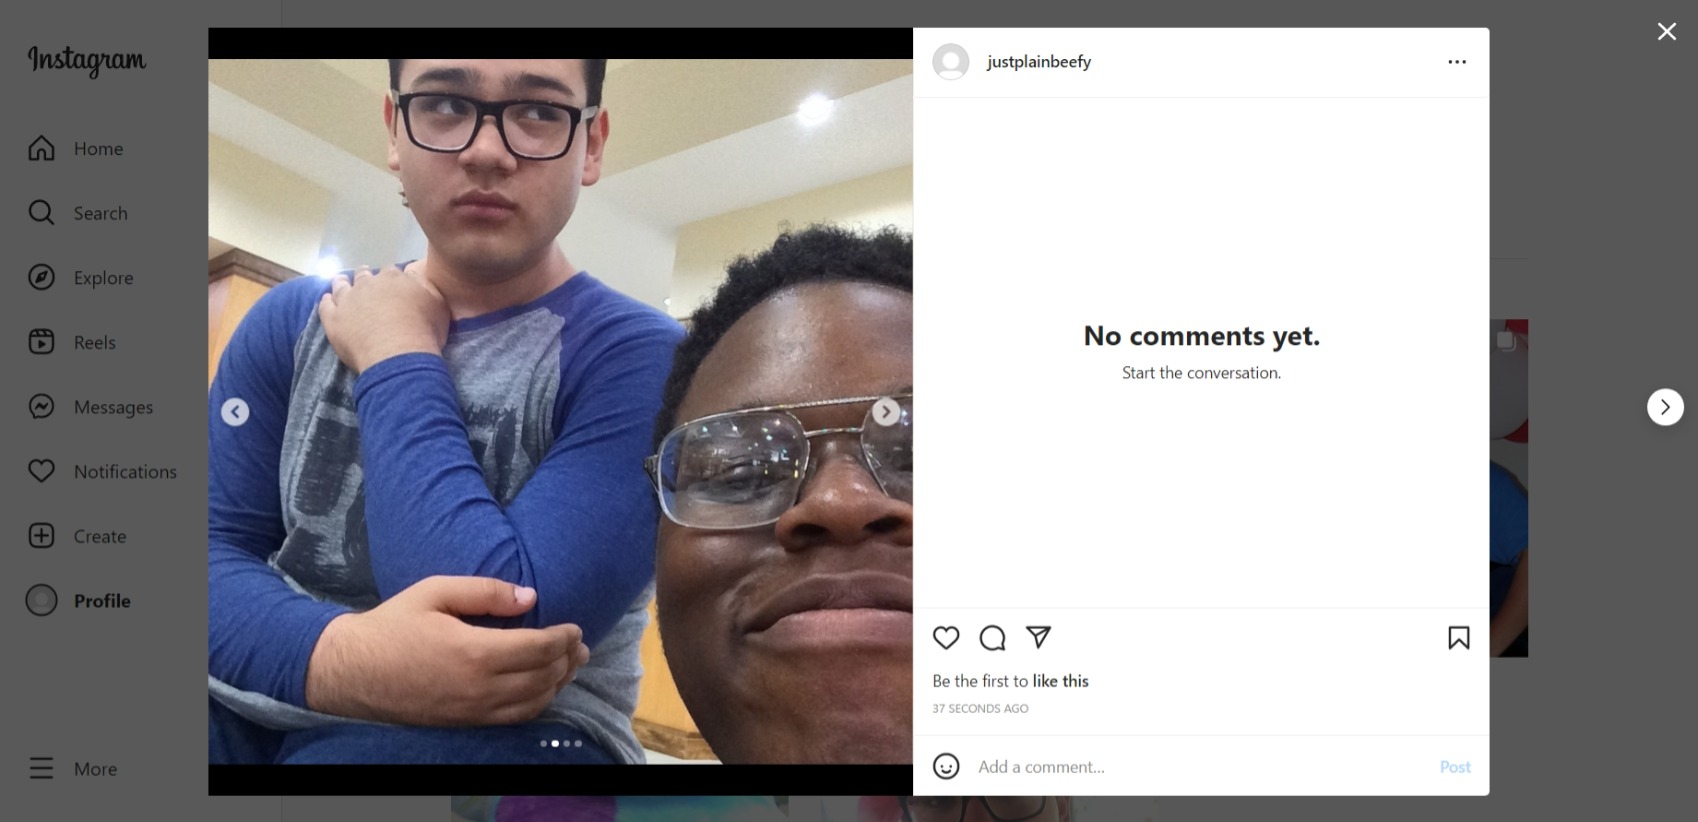 Instagram
Home
Search
Explore
Reels
Messages
Notifications
Create
Profile
More
justplainbeefy
No comments yet.
Start the conversation.
Be the first to like this
37 SECONDS AGO
Add a comment...
Post